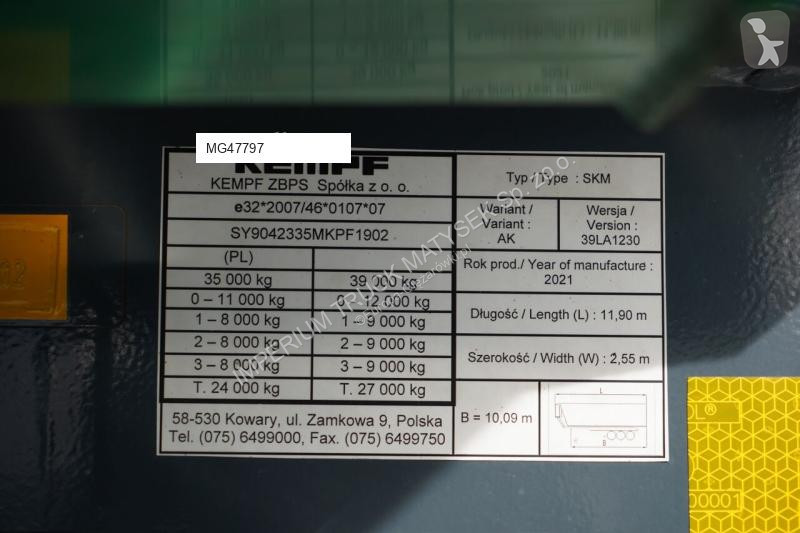 MG47797
KEMPF
KEMPF ZBPS Spółka z o. o.
e32*2007/46*0107*07
SY9042335MKPF1902
(PL)
35 000 kg 39 000 kg
0 – 11 000 kg 0 – 12 000 kg
1 – 8 000 kg 1 – 9 000 kg
2 – 8 000 kg 2 – 9 000 kg
3 – 8 000 kg 3 – 9 000 kg
T. 24 000 kg T. 27 000 kg
58-530 Kowary, ul. Zamkowa 9, Polska
Tel. (075) 6499000, Fax. (075) 6499750
Typ / Type : SKM
Wariant / Variant : AK
Wersja / Version : 39LA1230
Rok prod./ Year of manufacture : 2021
Długość / Length (L) : 11,90 m
Szerokość / Width (W) : 2,55 m
B = 10,09 m
L
B
IMPERIUM TRUCK MATYSEK Sp. z o.o.
OL®
00001